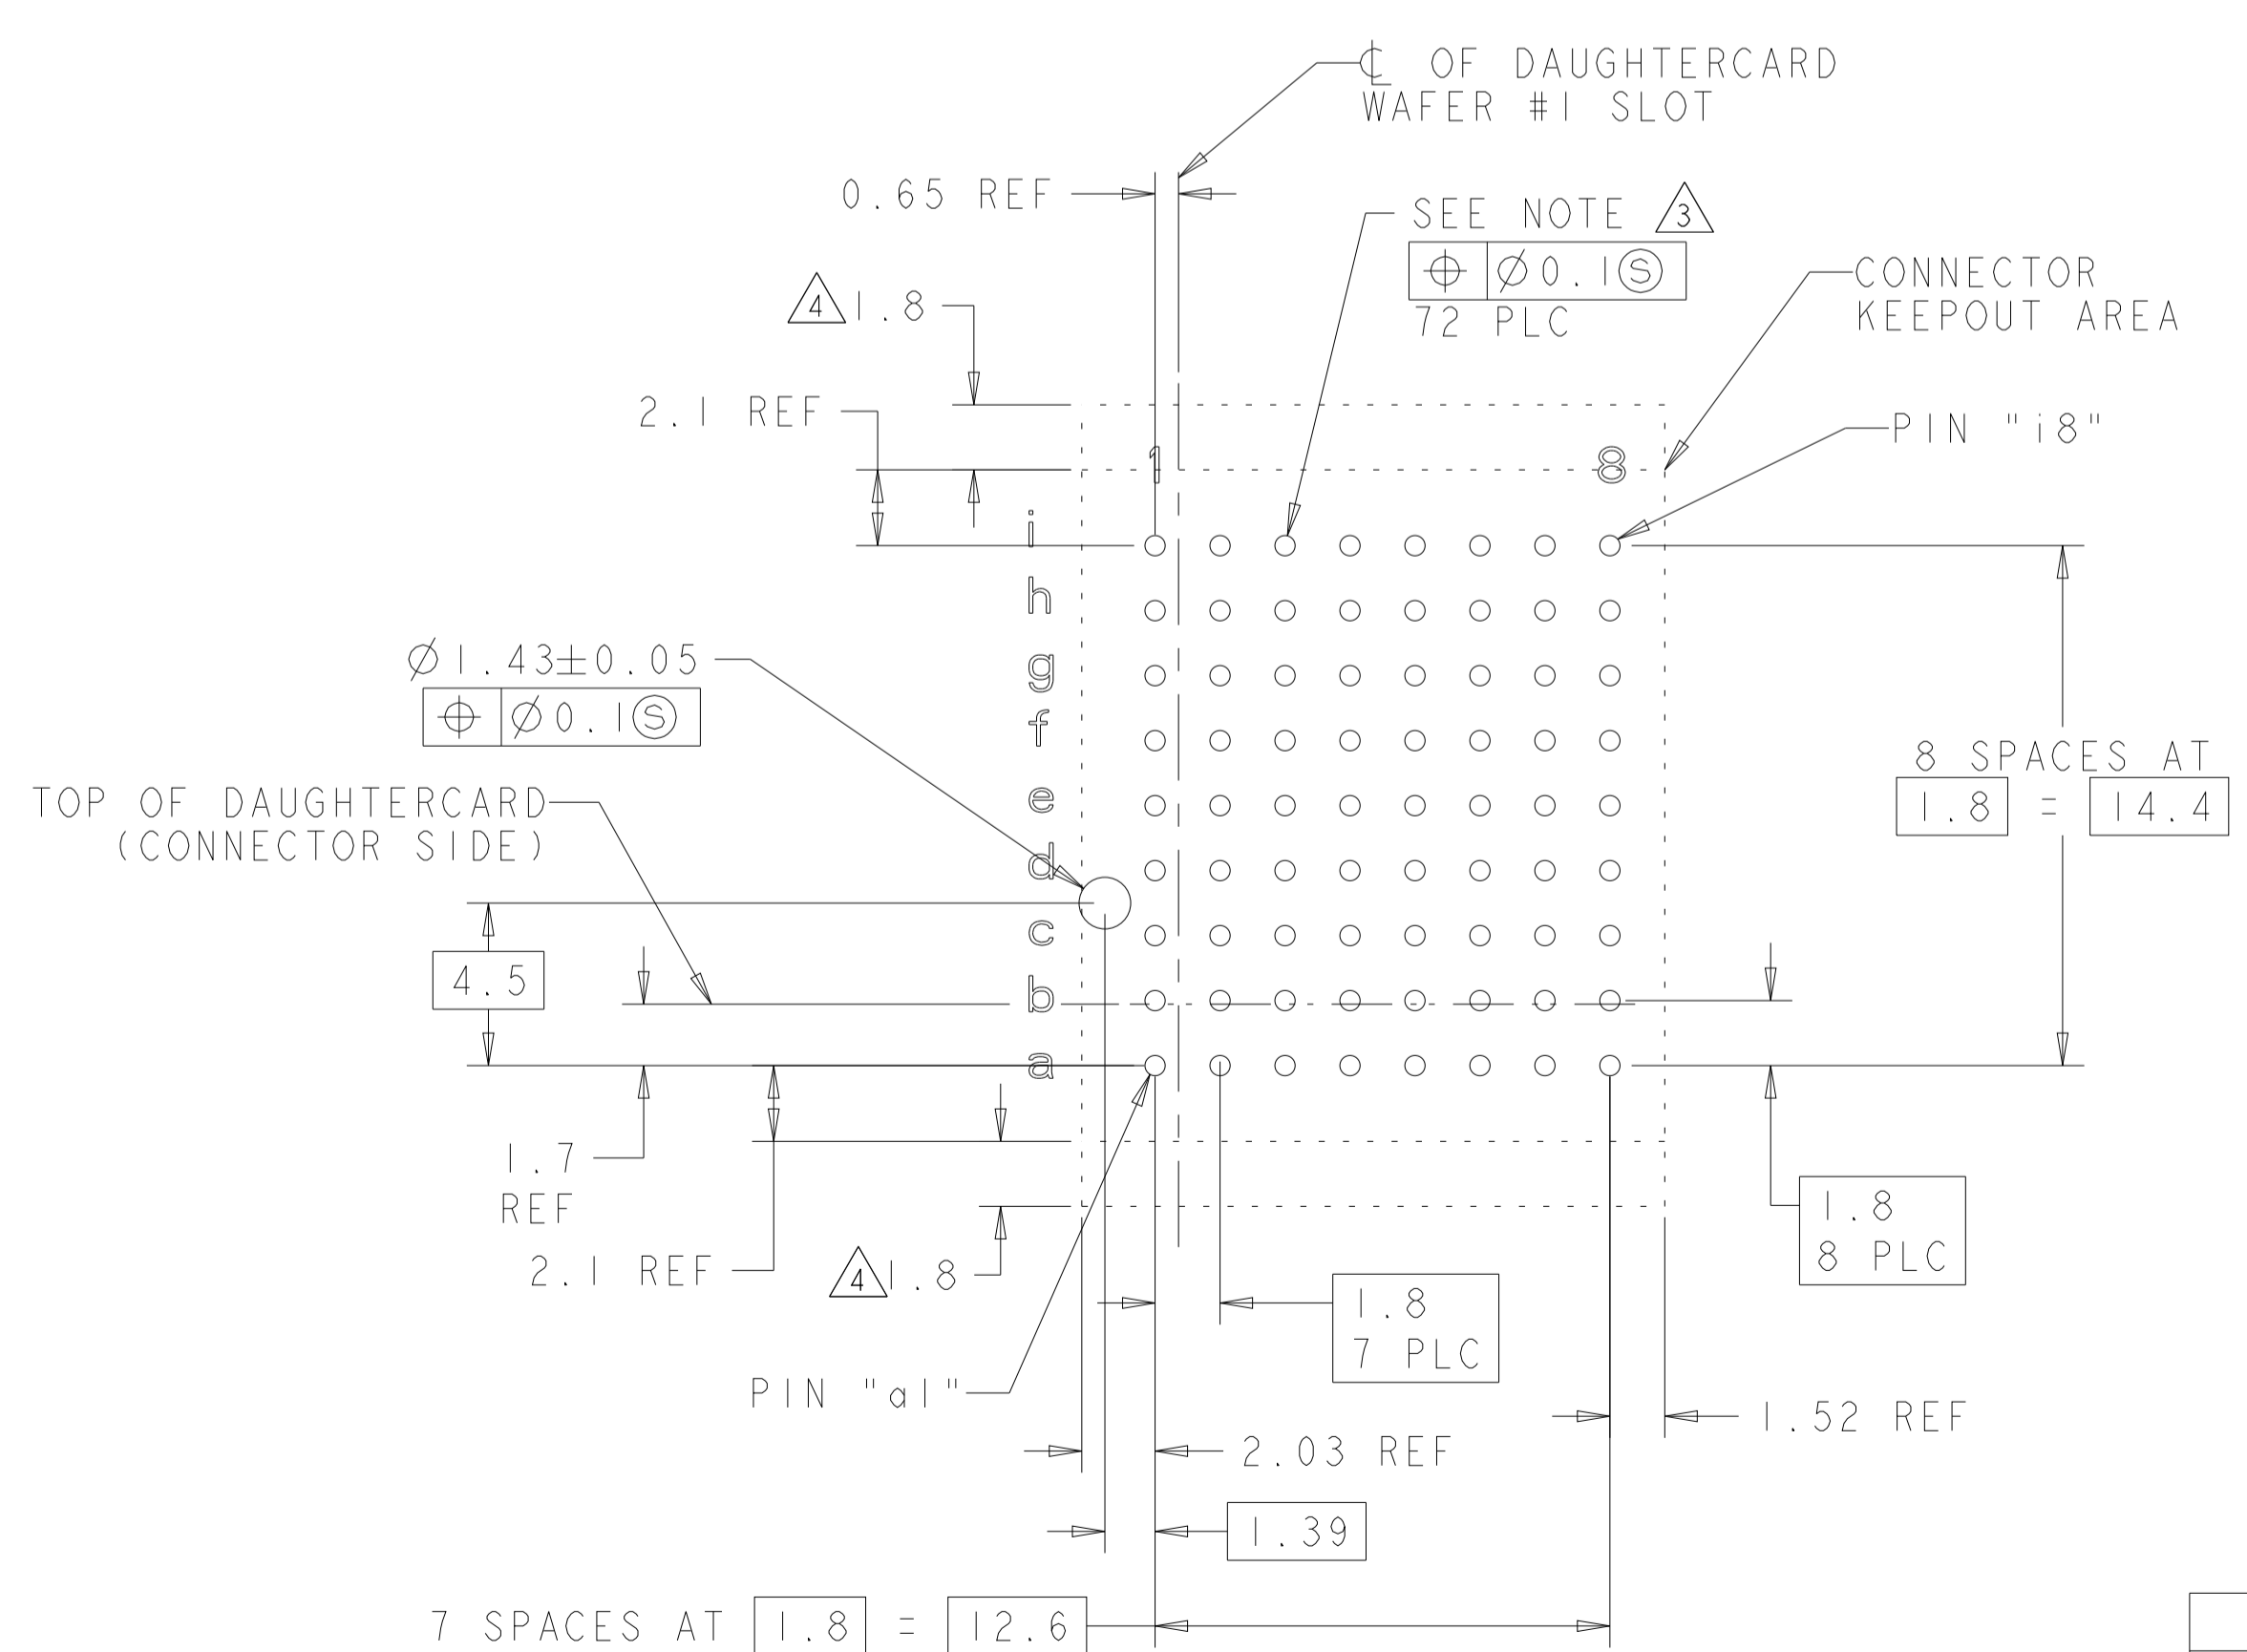 ℄ OF DAUGHTERCARD
WAFER #1 SLOT
0.65 REF
SEE NOTE 3
⌖ ⌀0.1Ⓢ
72 PLC
CONNECTOR
KEEPOUT AREA
4 1.8
2.1 REF
PIN "i8"
1 8
i
h
g
f
e
d
c
b
a
⌀1.43±0.05
⌖ ⌀0.1Ⓢ
8 SPACES AT
1.8 = 14.4
TOP OF DAUGHTERCARD
(CONNECTOR SIDE)
4.5
1.7
REF
2.1 REF
4 1.8
1.8
8 PLC
1.8
7 PLC
PIN "a1"
1.52 REF
2.03 REF
1.39
7 SPACES AT 1.8 = 12.6